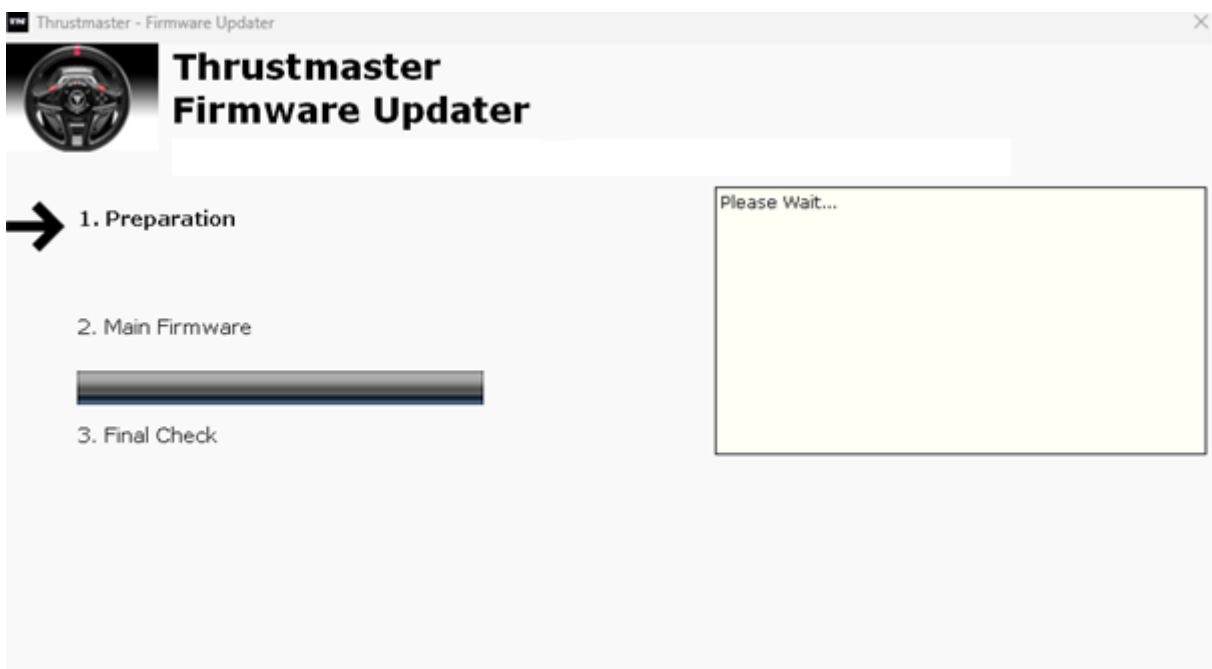 Thrustmaster - Firmware Updater
Thrustmaster
Firmware Updater
1. Preparation
Please Wait...
2. Main Firmware
3. Final Check